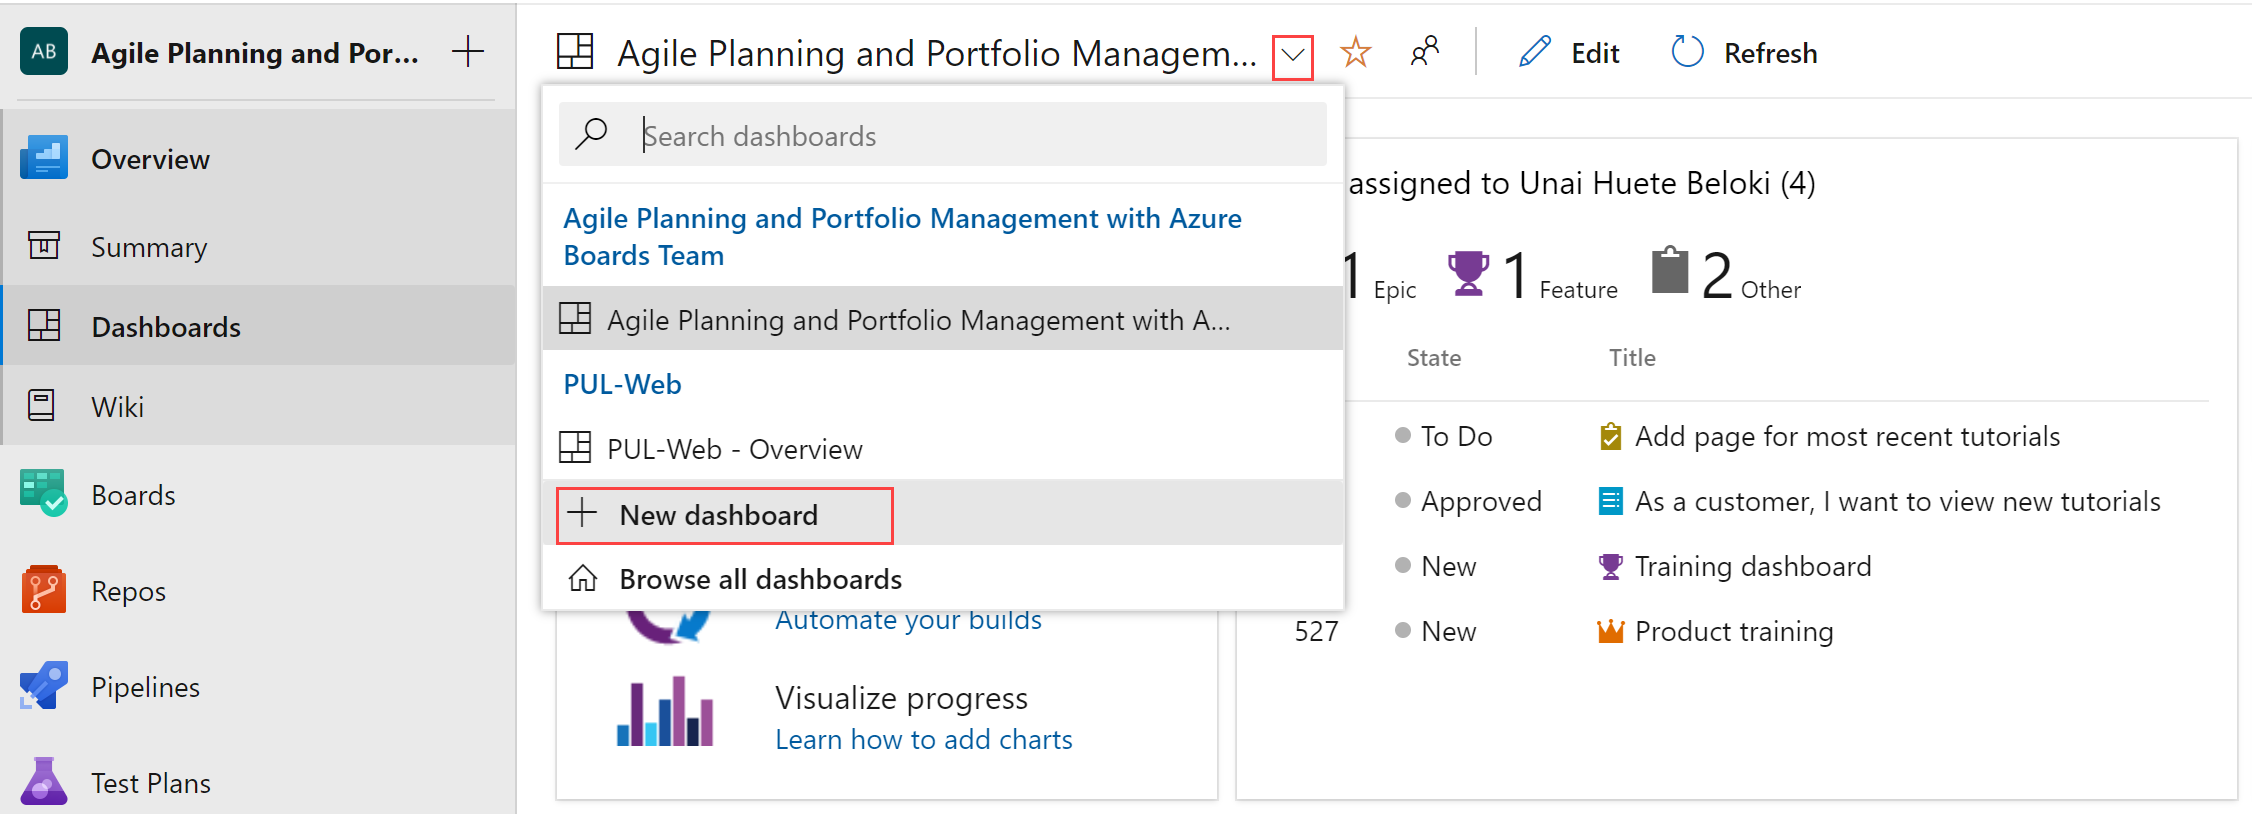 AB
Agile Planning and Por...
Overview
Summary
Dashboards
Wiki
Boards
Repos
Pipelines
Test Plans
Agile Planning and Portfolio Managem...
Edit
Refresh
Search dashboards
Agile Planning and Portfolio Management with Azure
Boards Team
Agile Planning and Portfolio Management with A...
PUL-Web
PUL-Web - Overview
New dashboard
Browse all dashboards
Automate your builds
Visualize progress
Learn how to add charts
assigned to Unai Huete Beloki (4)
1 Epic 1 Feature 2 Other
State Title
To Do Add page for most recent tutorials
Approved As a customer, I want to view new tutorials
New Training dashboard
527 New Product training